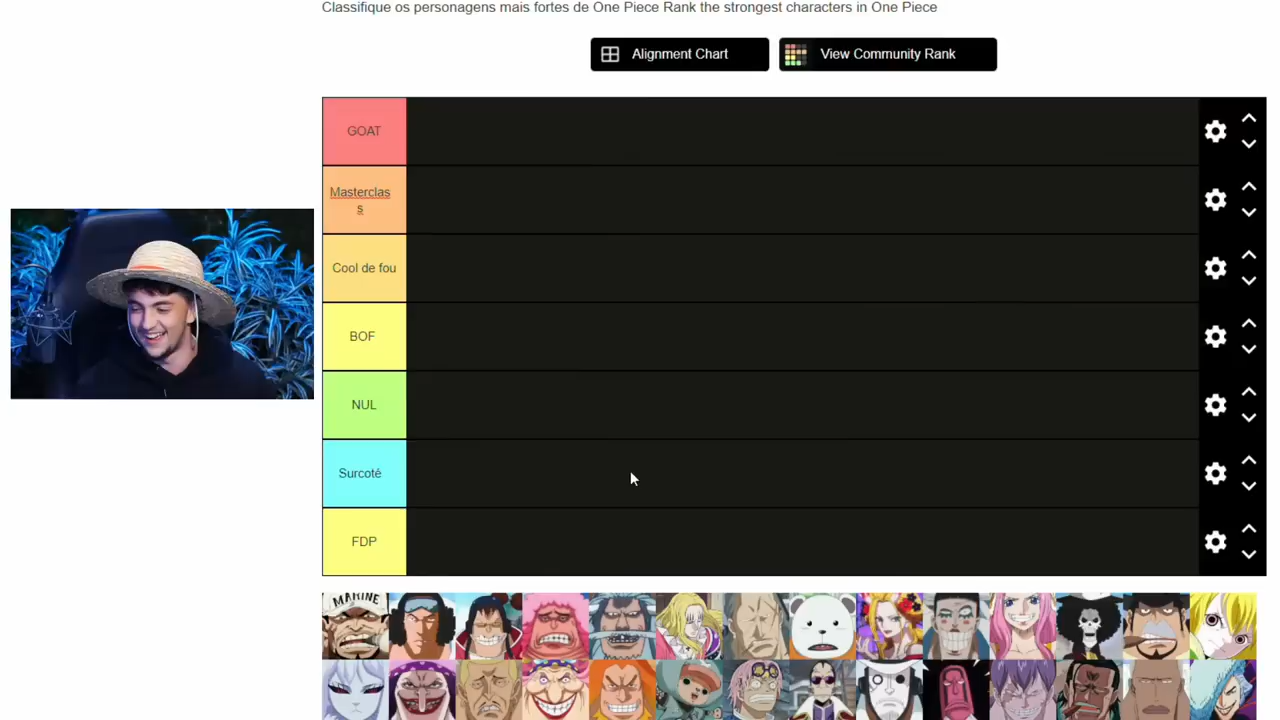 Classifique os personagens mais fortes de One Piece Rank the strongest characters in One Piece
Alignment Chart
View Community Rank
GOAT
Masterclas
s
Cool de fou
BOF
NUL
Surcoté
FDP
MARINE